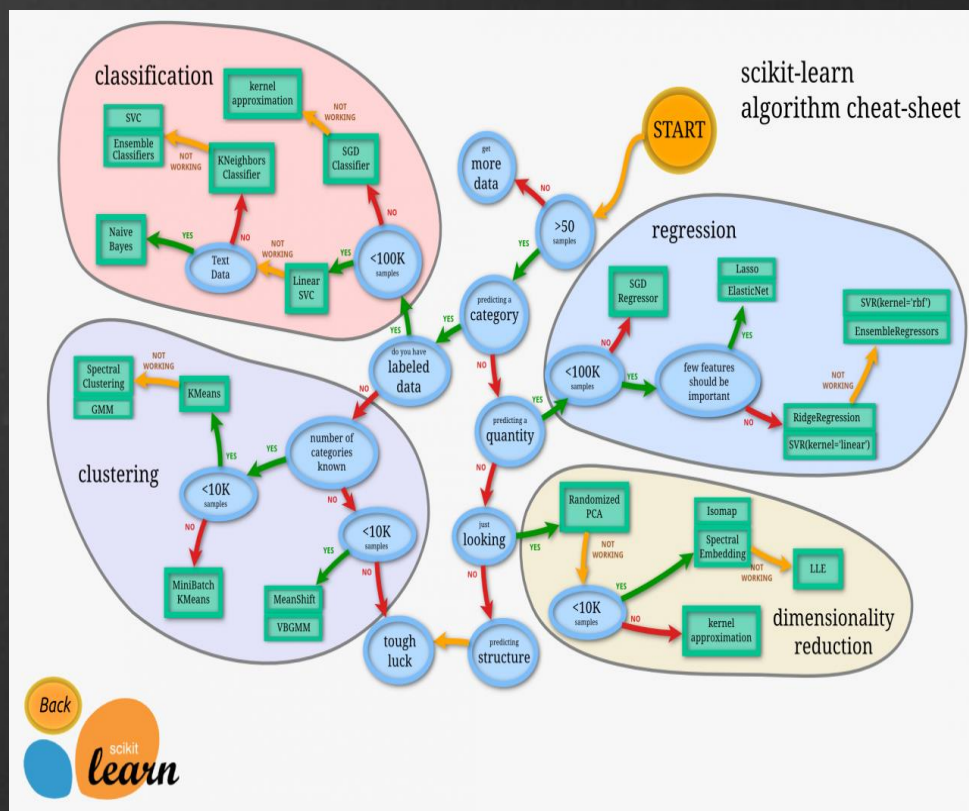 scikit-learn
algorithm cheat-sheet
START
get
more
data
NO
>50
samples
YES
predicting a
category
YES
NO
do you have
labeled
data
YES
NO
predicting a
quantity
YES
NO
just
looking
YES
NO
predicting
structure
tough
luck
classification
kernel
approximation
NOT
WORKING
SVC
Ensemble
Classifiers
NOT
WORKING
KNeighbors
Classifier
SGD
Classifier
NO
Naive
Bayes
YES
NO
Text
Data
NOT
WORKING
Linear
SVC
YES
<100K
samples
regression
SGD
Regressor
Lasso
ElasticNet
SVR(kernel='rbf')
EnsembleRegressors
NO
YES
<100K
samples
YES
few features
should be
important
NOT
WORKING
NO
RidgeRegression
SVR(kernel='linear')
clustering
Spectral
Clustering
GMM
NOT
WORKING
KMeans
YES
number of
categories
known
YES
NO
<10K
samples
NO
<10K
samples
YES
NO
MiniBatch
KMeans
MeanShift
VBGMM
Randomized
PCA
NOT
WORKING
Isomap
Spectral
Embedding
YES
NOT
WORKING
LLE
<10K
samples
NO
kernel
approximation
dimensionality
reduction
Back
scikit
learn